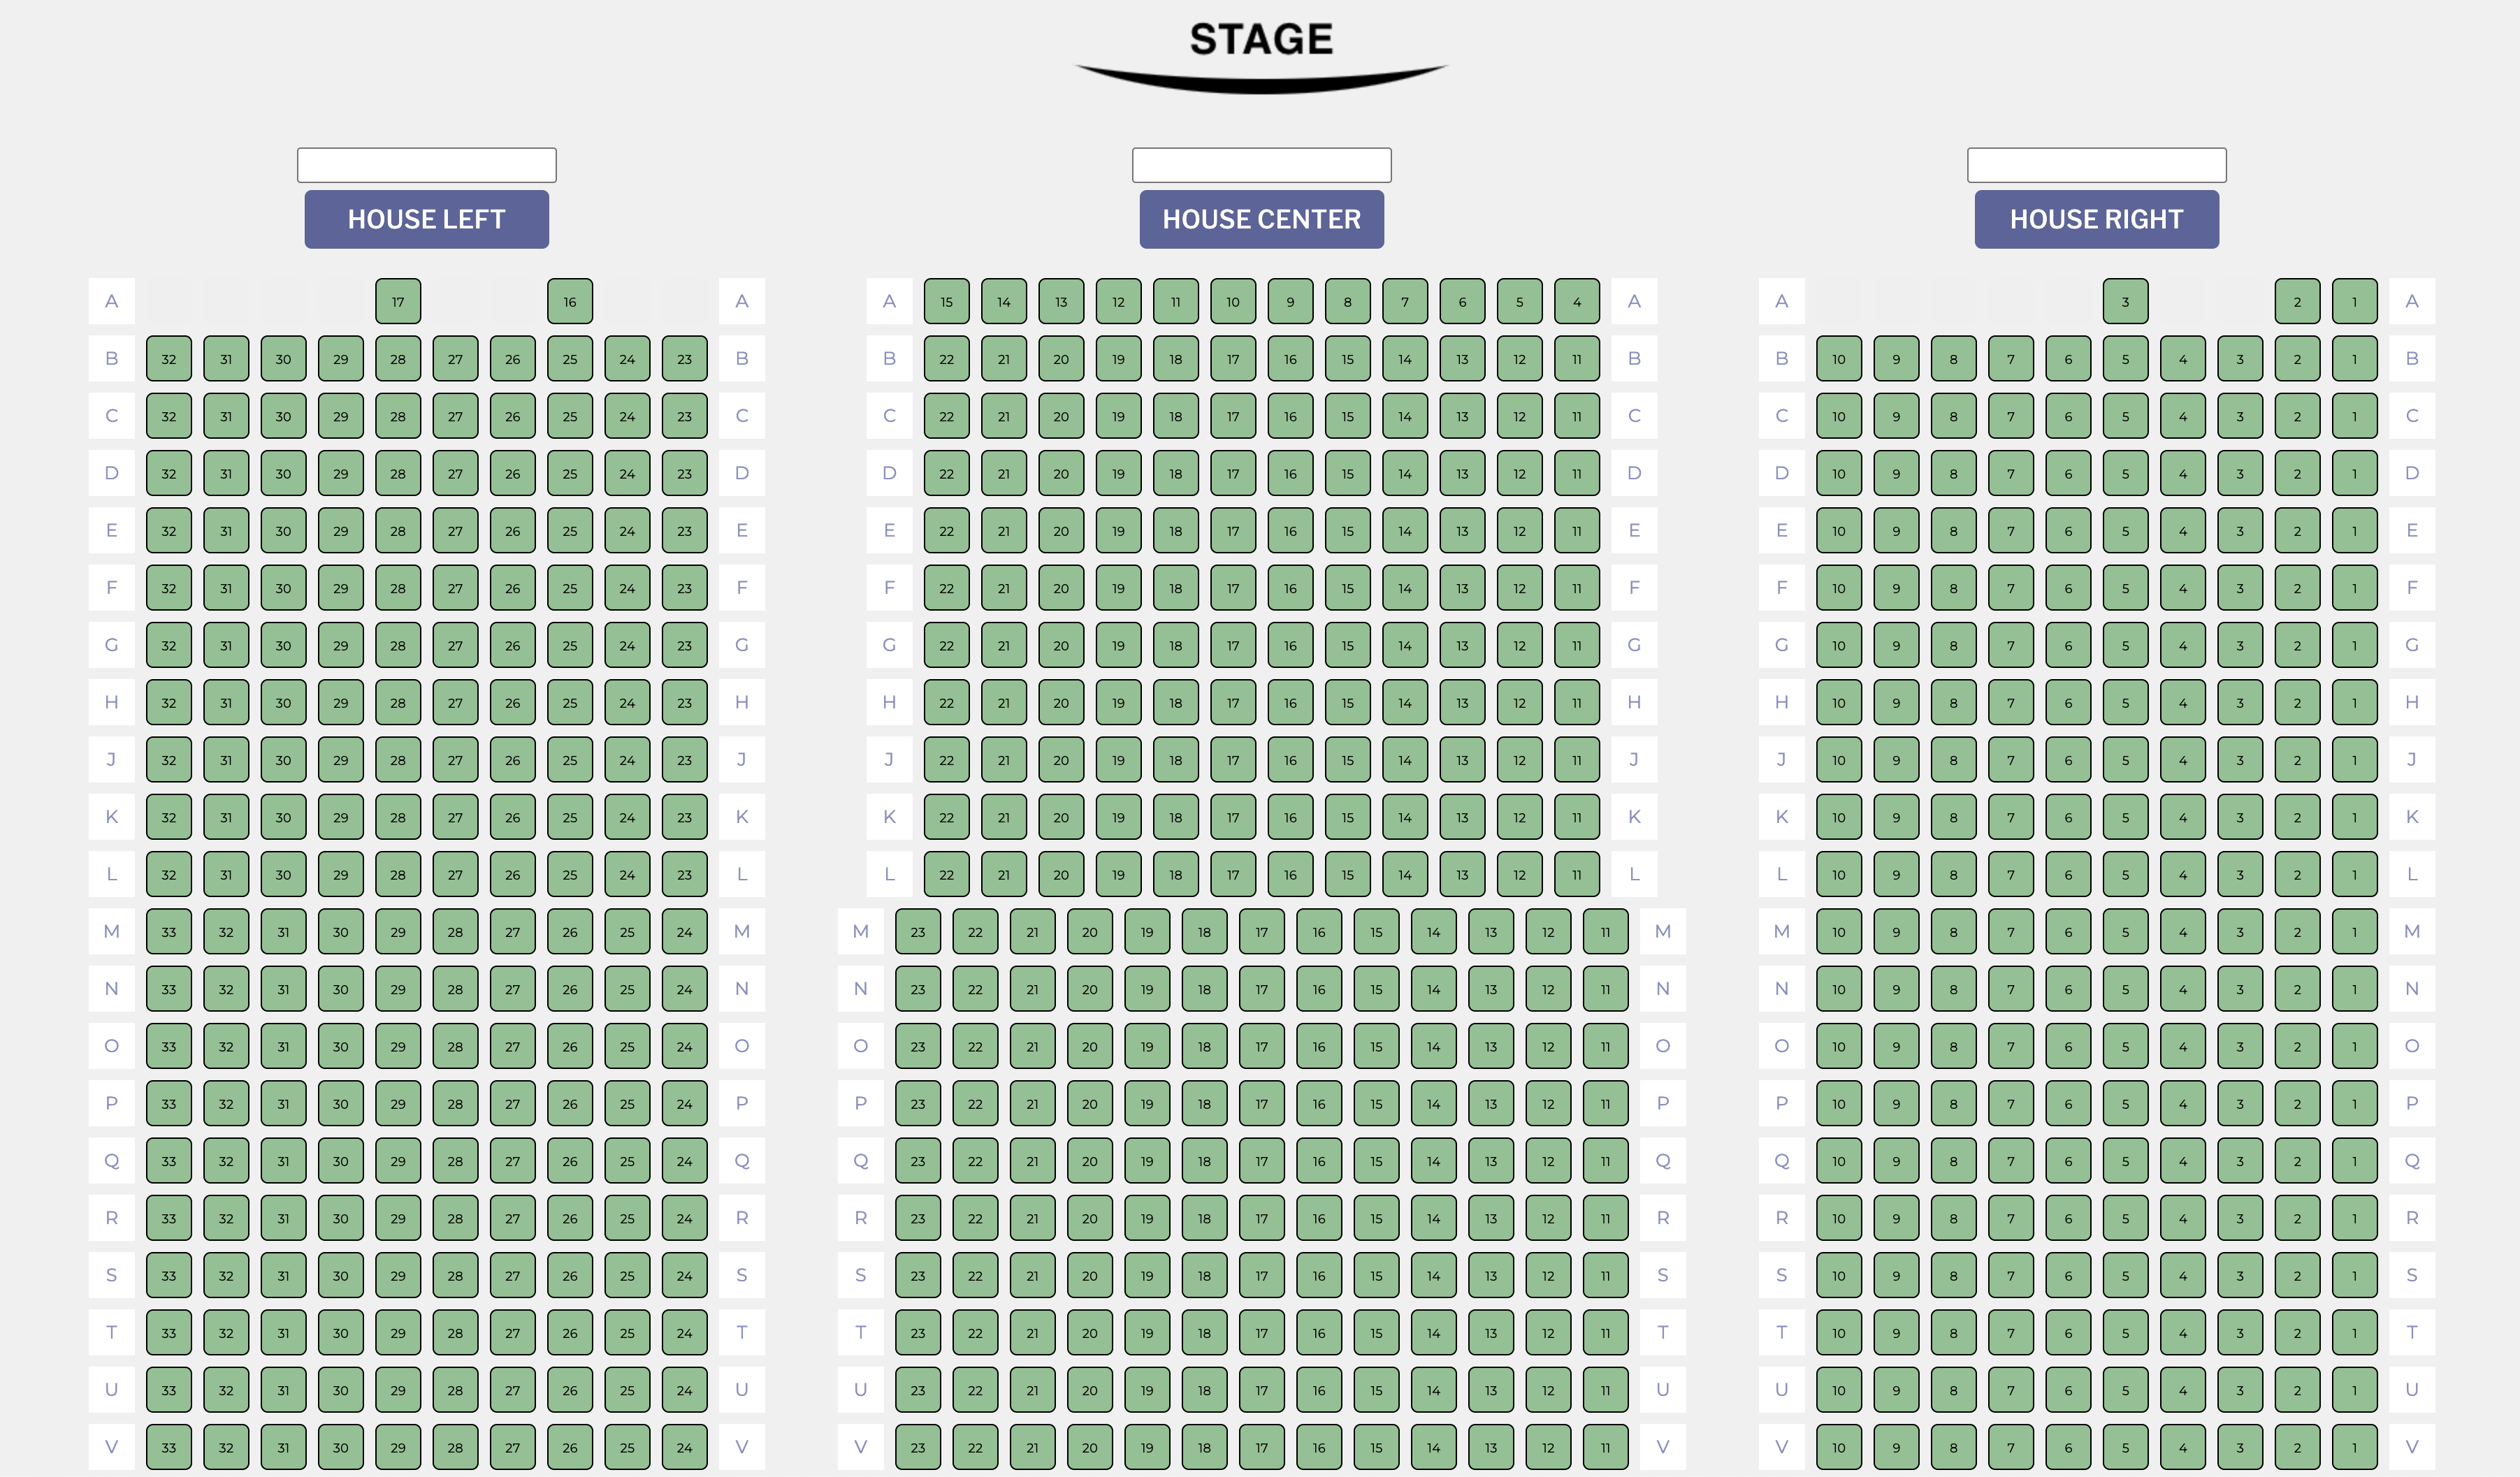 STAGE
HOUSE LEFT HOUSE CENTER HOUSE RIGHT
A 17 16 A A 15 14 13 12 11 10 9 8 7 6 5 4 A A 3 2 1 A
B 32 31 30 29 28 27 26 25 24 23 B B 22 21 20 19 18 17 16 15 14 13 12 11 B B 10 9 8 7 6 5 4 3 2 1 B
C 32 31 30 29 28 27 26 25 24 23 C C 22 21 20 19 18 17 16 15 14 13 12 11 C C 10 9 8 7 6 5 4 3 2 1 C
D 32 31 30 29 28 27 26 25 24 23 D D 22 21 20 19 18 17 16 15 14 13 12 11 D D 10 9 8 7 6 5 4 3 2 1 D
E 32 31 30 29 28 27 26 25 24 23 E E 22 21 20 19 18 17 16 15 14 13 12 11 E E 10 9 8 7 6 5 4 3 2 1 E
F 32 31 30 29 28 27 26 25 24 23 F F 22 21 20 19 18 17 16 15 14 13 12 11 F F 10 9 8 7 6 5 4 3 2 1 F
G 32 31 30 29 28 27 26 25 24 23 G G 22 21 20 19 18 17 16 15 14 13 12 11 G G 10 9 8 7 6 5 4 3 2 1 G
H 32 31 30 29 28 27 26 25 24 23 H H 22 21 20 19 18 17 16 15 14 13 12 11 H H 10 9 8 7 6 5 4 3 2 1 H
J 32 31 30 29 28 27 26 25 24 23 J J 22 21 20 19 18 17 16 15 14 13 12 11 J J 10 9 8 7 6 5 4 3 2 1 J
K 32 31 30 29 28 27 26 25 24 23 K K 22 21 20 19 18 17 16 15 14 13 12 11 K K 10 9 8 7 6 5 4 3 2 1 K
L 32 31 30 29 28 27 26 25 24 23 L L 22 21 20 19 18 17 16 15 14 13 12 11 L L 10 9 8 7 6 5 4 3 2 1 L
M 33 32 31 30 29 28 27 26 25 24 M M 23 22 21 20 19 18 17 16 15 14 13 12 11 M M 10 9 8 7 6 5 4 3 2 1 M
N 33 32 31 30 29 28 27 26 25 24 N N 23 22 21 20 19 18 17 16 15 14 13 12 11 N N 10 9 8 7 6 5 4 3 2 1 N
O 33 32 31 30 29 28 27 26 25 24 O O 23 22 21 20 19 18 17 16 15 14 13 12 11 O O 10 9 8 7 6 5 4 3 2 1 O
P 33 32 31 30 29 28 27 26 25 24 P P 23 22 21 20 19 18 17 16 15 14 13 12 11 P P 10 9 8 7 6 5 4 3 2 1 P
Q 33 32 31 30 29 28 27 26 25 24 Q Q 23 22 21 20 19 18 17 16 15 14 13 12 11 Q Q 10 9 8 7 6 5 4 3 2 1 Q
R 33 32 31 30 29 28 27 26 25 24 R R 23 22 21 20 19 18 17 16 15 14 13 12 11 R R 10 9 8 7 6 5 4 3 2 1 R
S 33 32 31 30 29 28 27 26 25 24 S S 23 22 21 20 19 18 17 16 15 14 13 12 11 S S 10 9 8 7 6 5 4 3 2 1 S
T 33 32 31 30 29 28 27 26 25 24 T T 23 22 21 20 19 18 17 16 15 14 13 12 11 T T 10 9 8 7 6 5 4 3 2 1 T
U 33 32 31 30 29 28 27 26 25 24 U U 23 22 21 20 19 18 17 16 15 14 13 12 11 U U 10 9 8 7 6 5 4 3 2 1 U
V 33 32 31 30 29 28 27 26 25 24 V V 23 22 21 20 19 18 17 16 15 14 13 12 11 V V 10 9 8 7 6 5 4 3 2 1 V